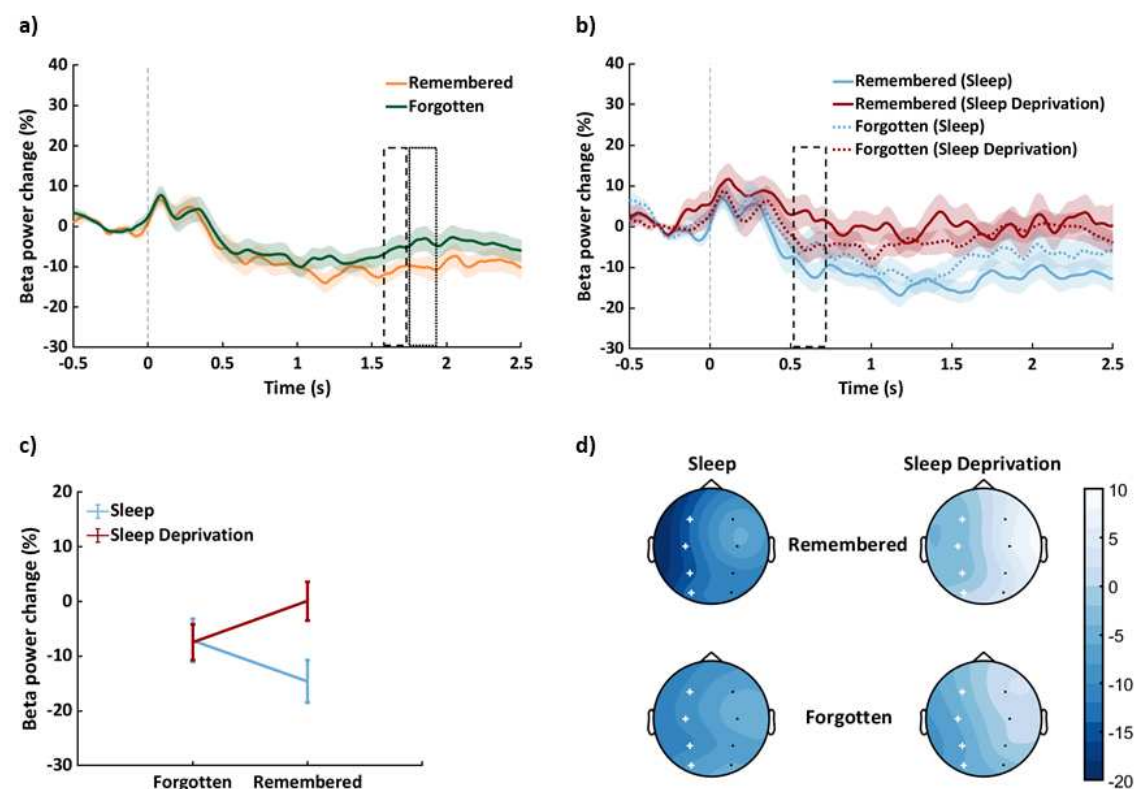 a)
40
30
20
10
0
-10
-20
-30
Beta power change (%)
-0.5
0
0.5
1
1.5
2
2.5
Time (s)
Remembered
Forgotten
b)
40
30
20
10
0
-10
-20
-30
Beta power change (%)
-0.5
0
0.5
1
1.5
2
2.5
Time (s)
Remembered (Sleep)
Remembered (Sleep Deprivation)
Forgotten (Sleep)
Forgotten (Sleep Deprivation)
c)
20
10
0
-10
-20
-30
Beta power change (%)
Sleep
Sleep Deprivation
Forgotten
Remembered
d)
Sleep
Sleep Deprivation
Remembered
Forgotten
10
5
0
-5
-10
-15
-20